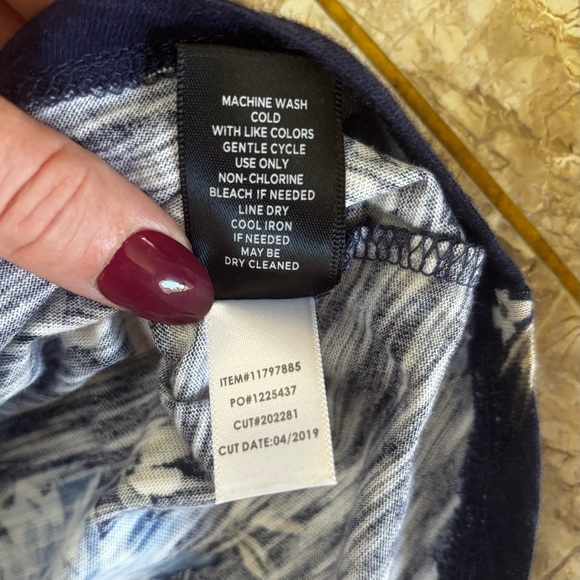 MACHINE WASH
COLD
WITH LIKE COLORS
GENTLE CYCLE
USE ONLY
NON-CHLORINE
BLEACH IF NEEDED
LINE DRY
COOL IRON
IF NEEDED
MAY BE
DRY CLEANED
ITEM#11797885
PO#1225437
CUT#202281
CUT DATE:04/2019